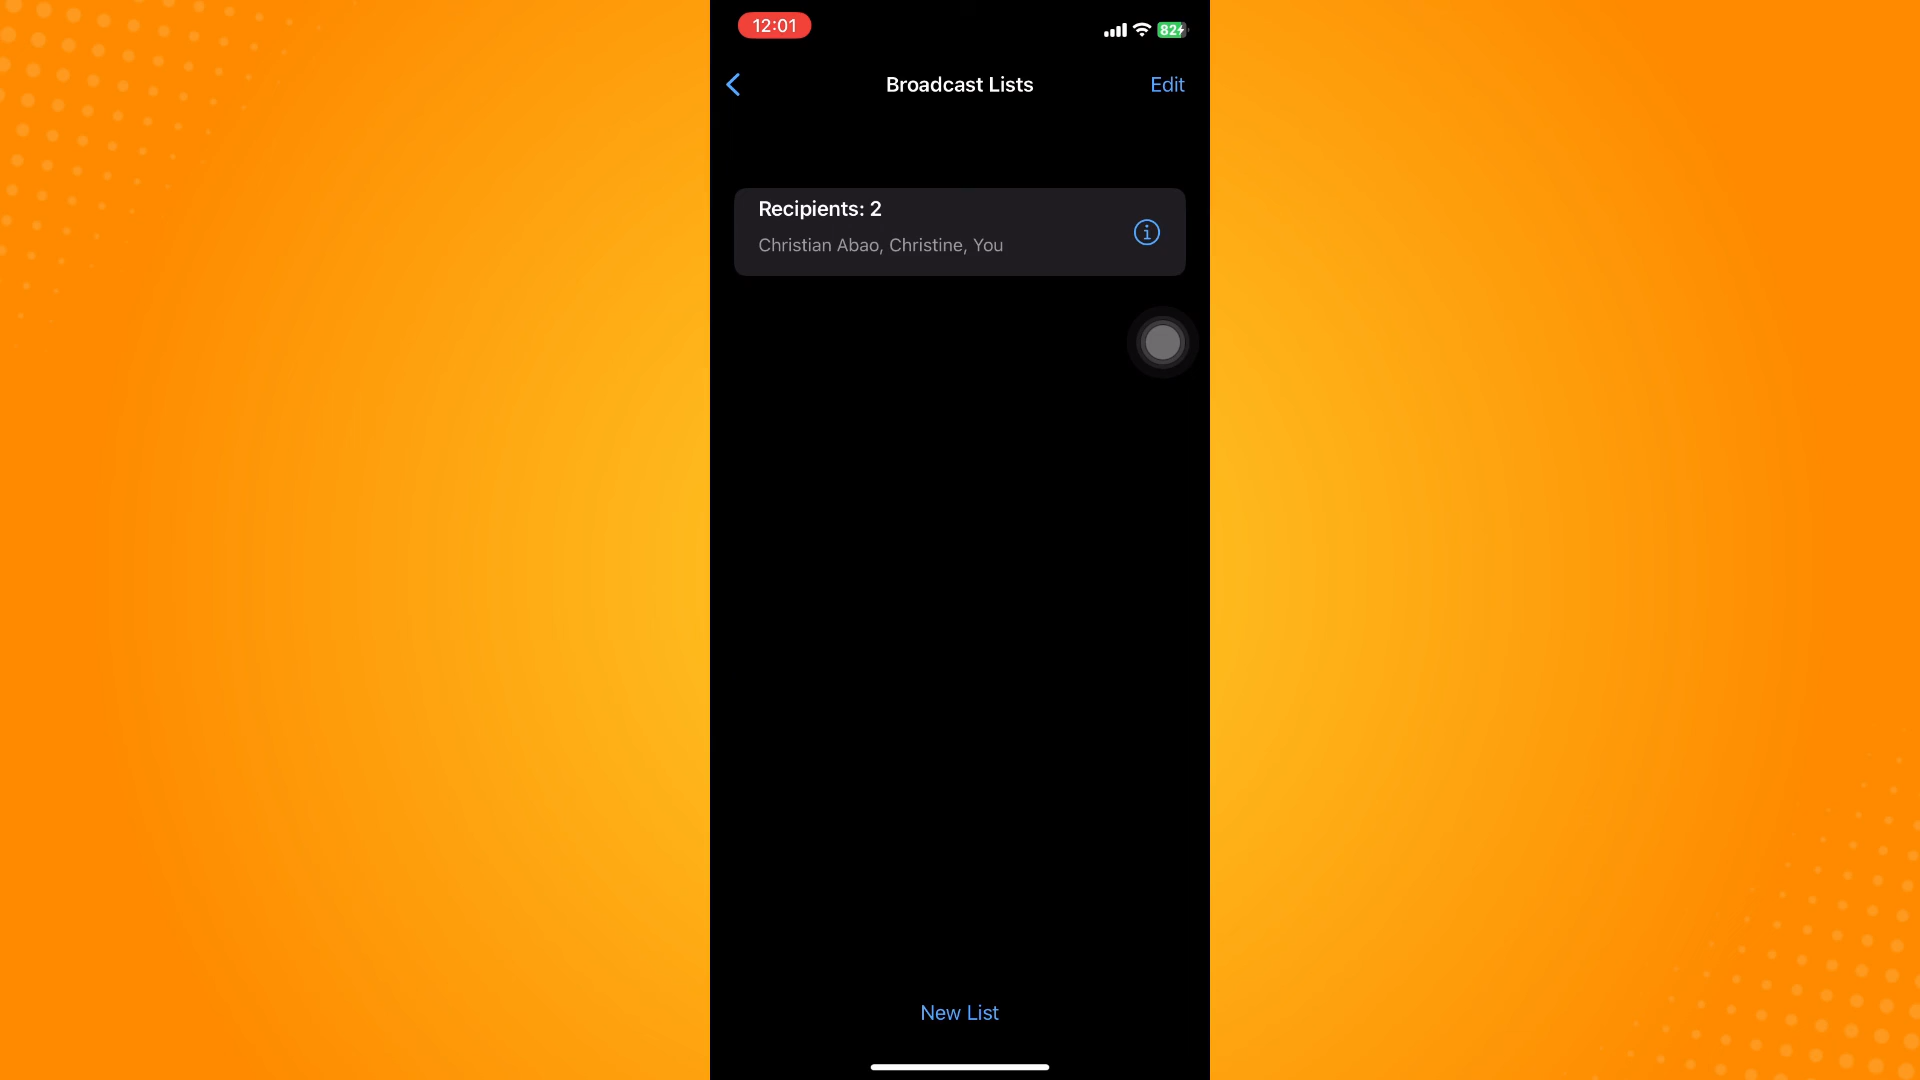 12:01
82
Broadcast Lists
Edit
Recipients: 2
Christian Abao, Christine, You
New List